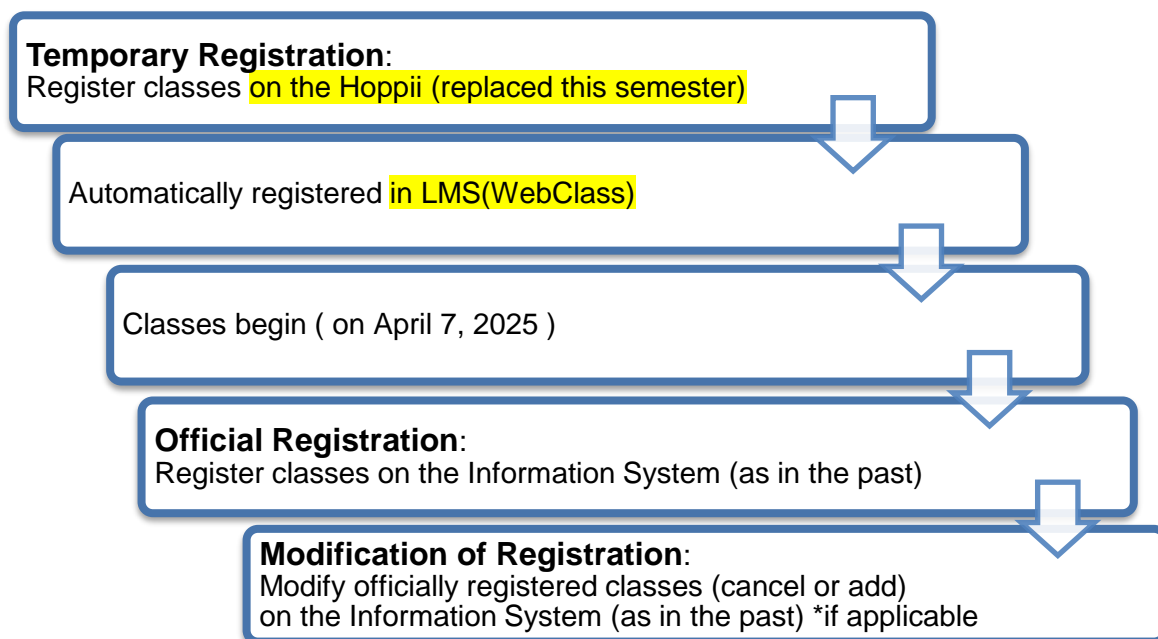 Temporary Registration:
Register classes on the Hoppii (replaced this semester)
Automatically registered in LMS(WebClass)
Classes begin ( on April 7, 2025 )
Official Registration:
Register classes on the Information System (as in the past)
Modification of Registration:
Modify officially registered classes (cancel or add)
on the Information System (as in the past) *if applicable